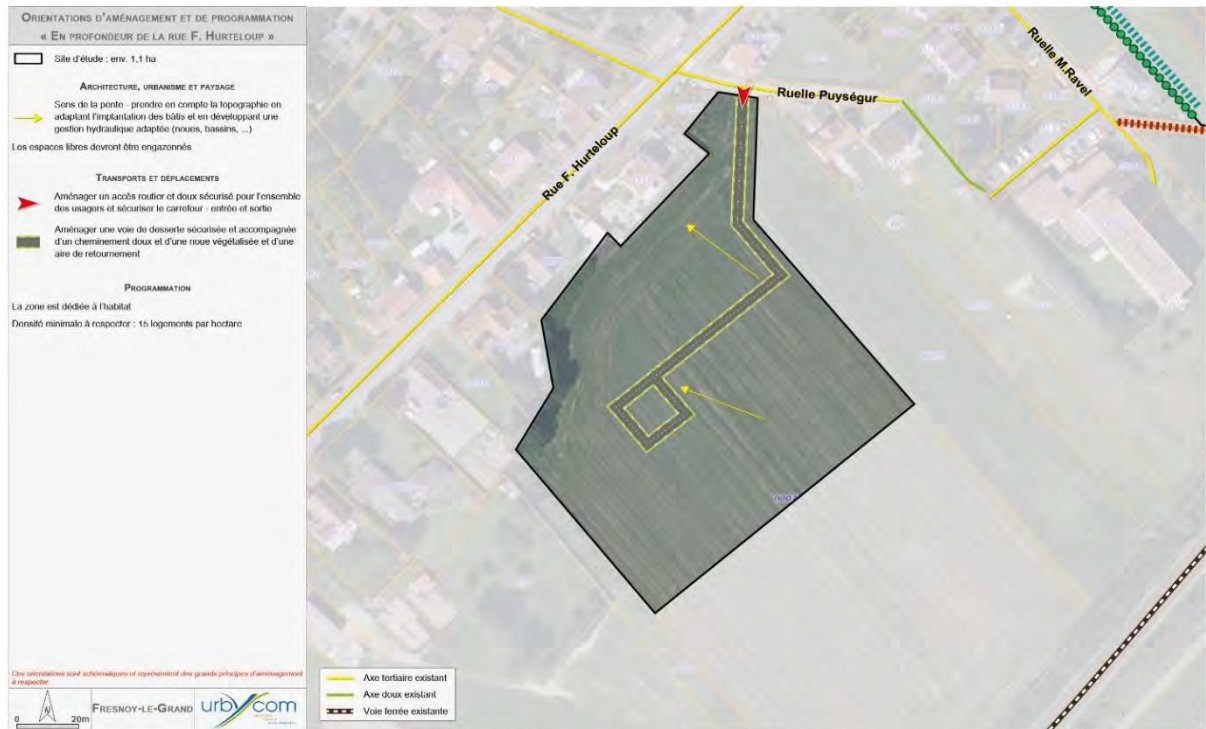 ORIENTATIONS D'AMÉNAGEMENT ET DE PROGRAMMATION
« EN PROFONDEUR DE LA RUE F. HURTELOUP »
Site d'étude : env. 1,1 ha
ARCHITECTURE, URBANISME ET PAYSAGE
Sens de la pente - prendre en compte la topographie en
adaptant l'implantation des bâtis et en développant une
gestion hydraulique adaptée (noues, bassins, ...)
Les espaces libres devront être engazonnés
TRANSPORTS ET DÉPLACEMENTS
Aménager un accès routier et doux sécurisé pour l'ensemble
des usagers et sécuriser le carrefour - entrée et sortie
Aménager une voie de desserte sécurisée et accompagnée
d'un cheminement doux et d'une noue végétalisée et d'une
aire de retournement
PROGRAMMATION
La zone est dédiée à l'habitat
Densité minimale à respecter : 15 logements par hectare
Ces orientations sont schématiques et représentent des grands principes d'aménagement
à respecter.
0 N 20m
FRESNOY-LE-GRAND
urbycom
Rue F. Hurteloup
Ruelle Puységur
Ruelle M.Ravel
Axe tertiaire existant
Axe doux existant
Voie ferrée existante